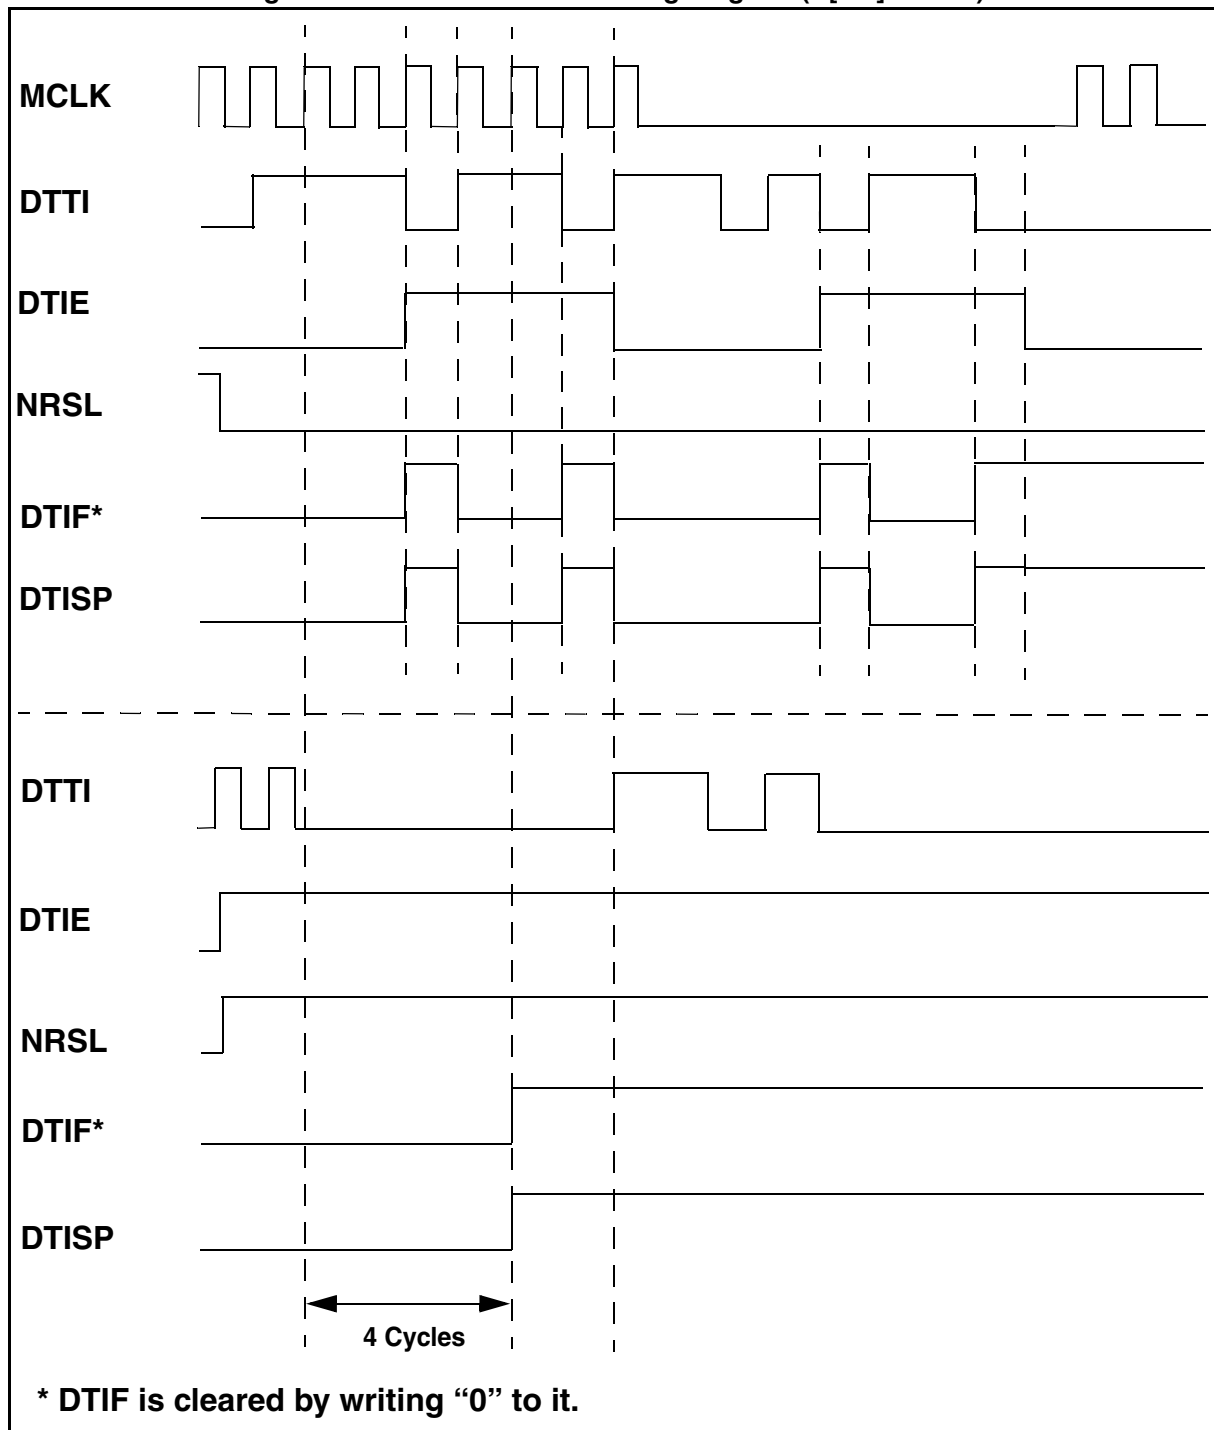 MCLK
DTTI
DTIE
NRSL
DTIF*
DTISP
DTTI
DTIE
NRSL
DTIF*
DTISP
4 Cycles
* DTIF is cleared by writing “0” to it.